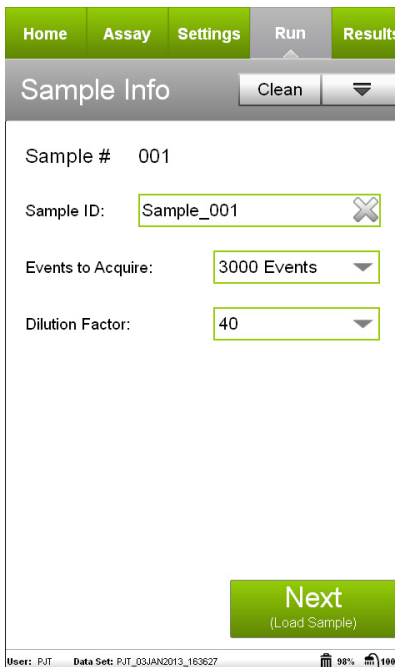 Home Assay Settings Run Results
Sample Info Clean
Sample # 001
Sample ID: Sample_001
Events to Acquire: 3000 Events
Dilution Factor: 40
Next
(Load Sample)
User: PJT Data Set: PJT_03JAN2013_163627 98% 100